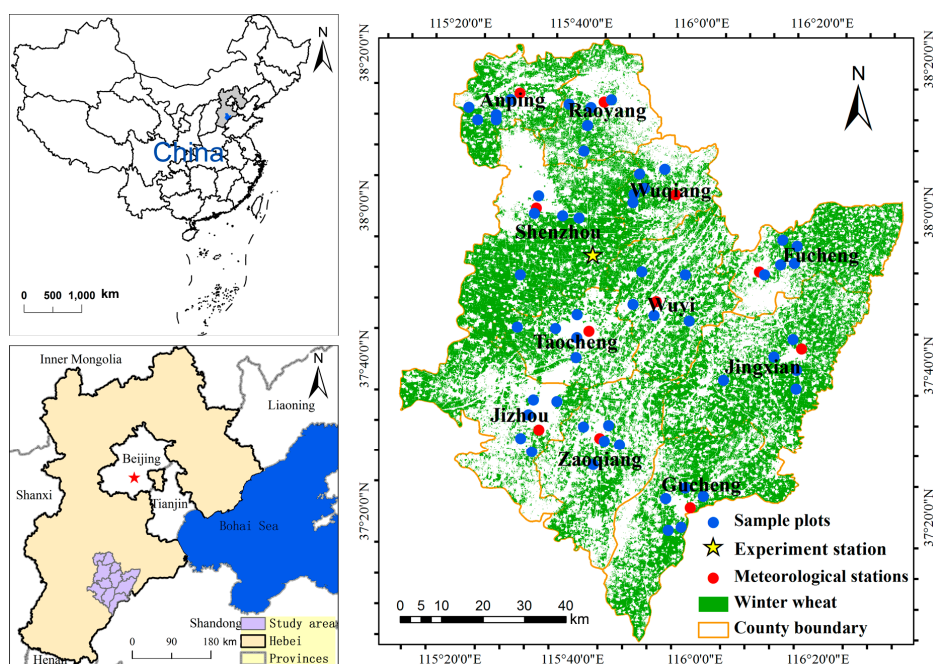 N
China
0 500 1,000 km
Inner Mongolia
N
Liaoning
Beijing
Shanxi
Tianjin
Bohai Sea
Shandong
Study area
Hebei
Provinces
0 90 180 km
Henan
115°20'0"E 115°40'0"E 116°0'0"E 116°20'0"E
38°20'0"N
38°0'0"N
37°40'0"N
37°20'0"N
38°20'0"N
38°0'0"N
37°40'0"N
37°20'0"N
N
Anping
Raoyang
Wuqiang
Shenzhou
Fucheng
Wuyi
Taocheng
Jingxian
Jizhou
Zaoqiang
Gucheng
Sample plots
Experiment station
Meteorological stations
Winter wheat
County boundary
0 5 10 20 30 40
km
115°20'0"E 115°40'0"E 116°0'0"E 116°20'0"E